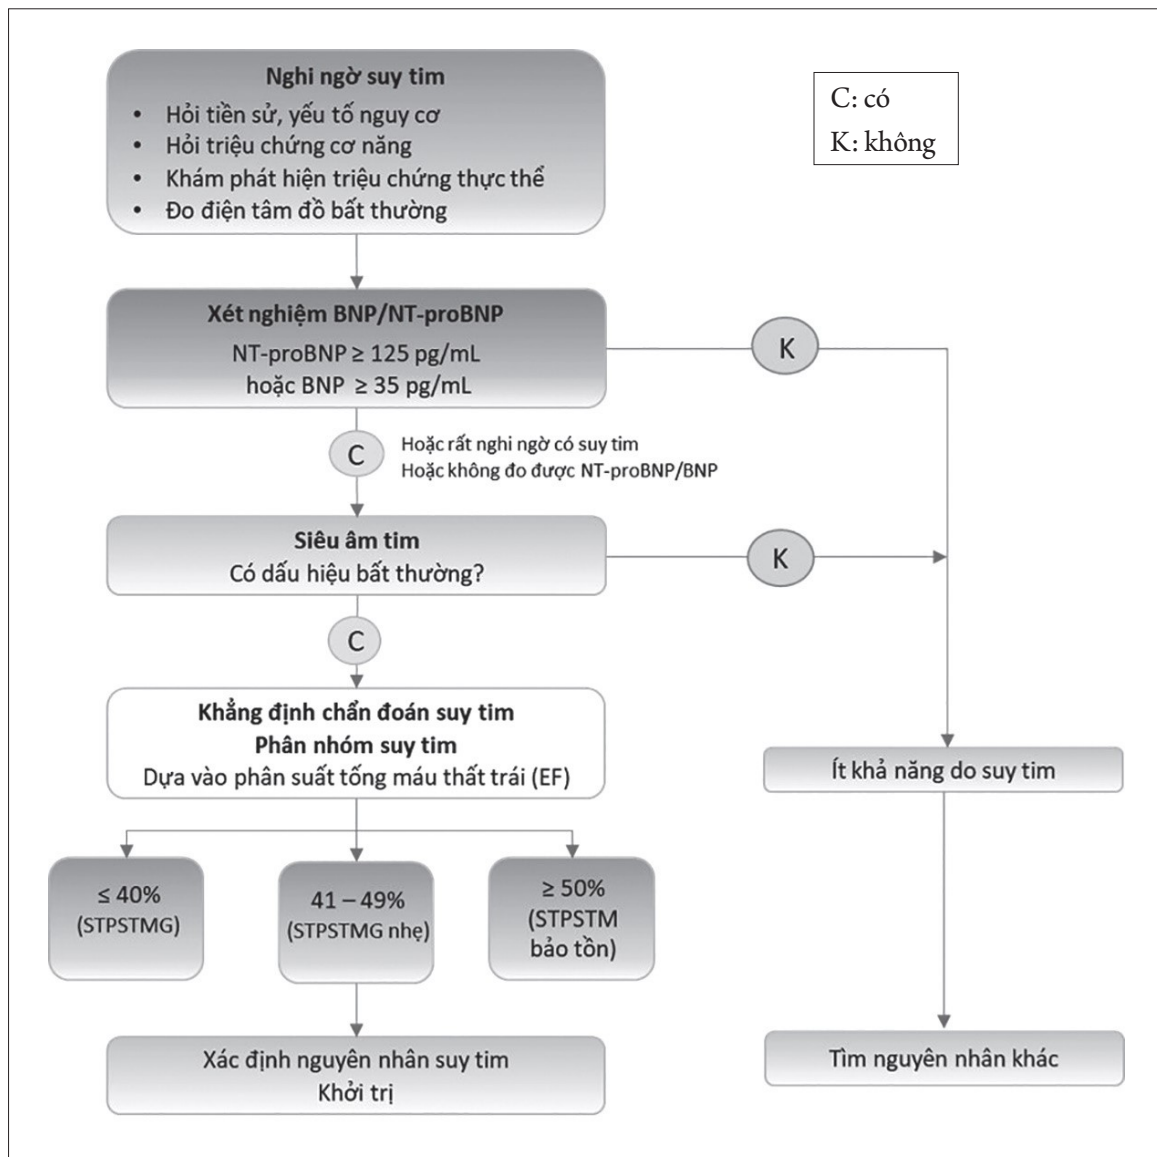 Nghi ngờ suy tim
• Hỏi tiền sử, yếu tố nguy cơ
• Hỏi triệu chứng cơ năng
• Khám phát hiện triệu chứng thực thể
• Đo điện tâm đồ bất thường
C: có
K: không
Xét nghiệm BNP/NT-proBNP
NT-proBNP ≥ 125 pg/mL
hoặc BNP ≥ 35 pg/mL
K
C
Hoặc rất nghi ngờ có suy tim
Hoặc không đo được NT-proBNP/BNP
Siêu âm tim
Có dấu hiệu bất thường?
K
C
Khẳng định chẩn đoán suy tim
Phân nhóm suy tim
Dựa vào phân suất tống máu thất trái (EF)
Ít khả năng do suy tim
≤ 40%
(STPSTMG)
41 – 49%
(STPSTMG nhẹ)
≥ 50%
(STPSTM
bảo tồn)
Xác định nguyên nhân suy tim
Khởi trị
Tìm nguyên nhân khác